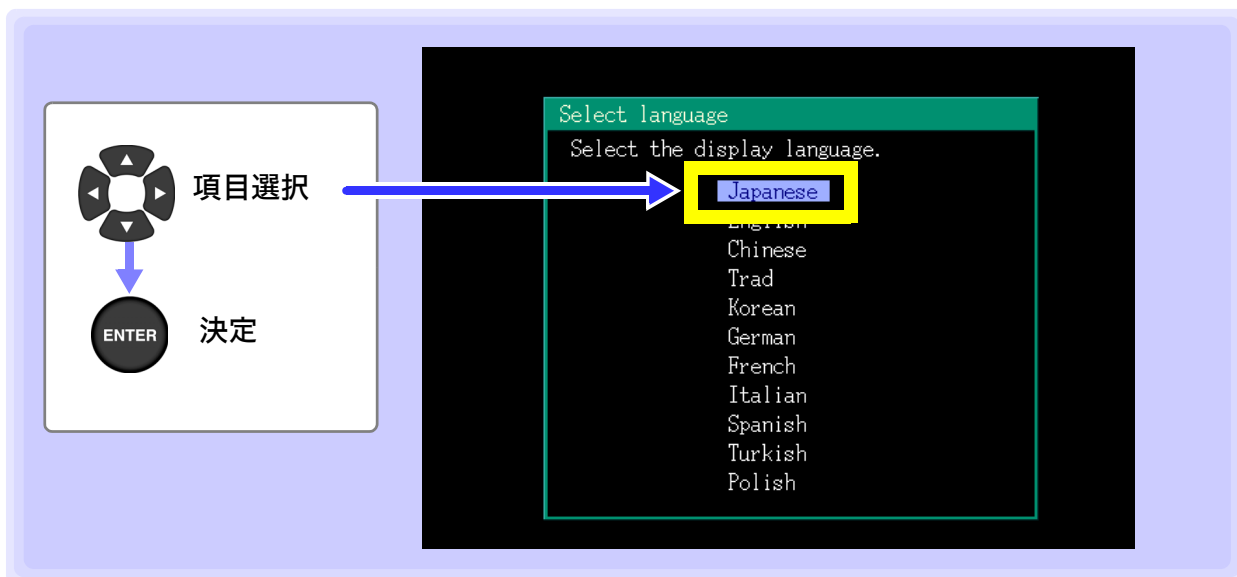 項目選択
ENTER
決定
Select language
Select the display language.
Japanese
English
Chinese
Trad
Korean
German
French
Italian
Spanish
Turkish
Polish